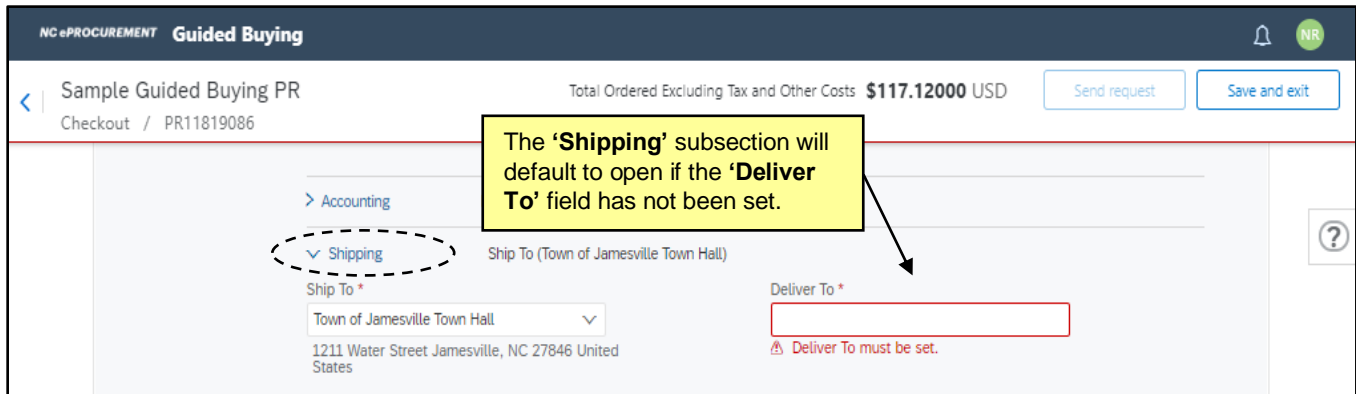 NC ePROCUREMENT Guided Buying
NR
Sample Guided Buying PR
Total Ordered Excluding Tax and Other Costs $117.12000 USD
Send request
Save and exit
Checkout / PR11819086
The ‘Shipping’ subsection will
default to open if the ‘Deliver
To’ field has not been set.
> Accounting
Shipping
Ship To (Town of Jamesville Town Hall)
?
Ship To *
Deliver To *
Town of Jamesville Town Hall
1211 Water Street Jamesville, NC 27846 United
States
Deliver To must be set.